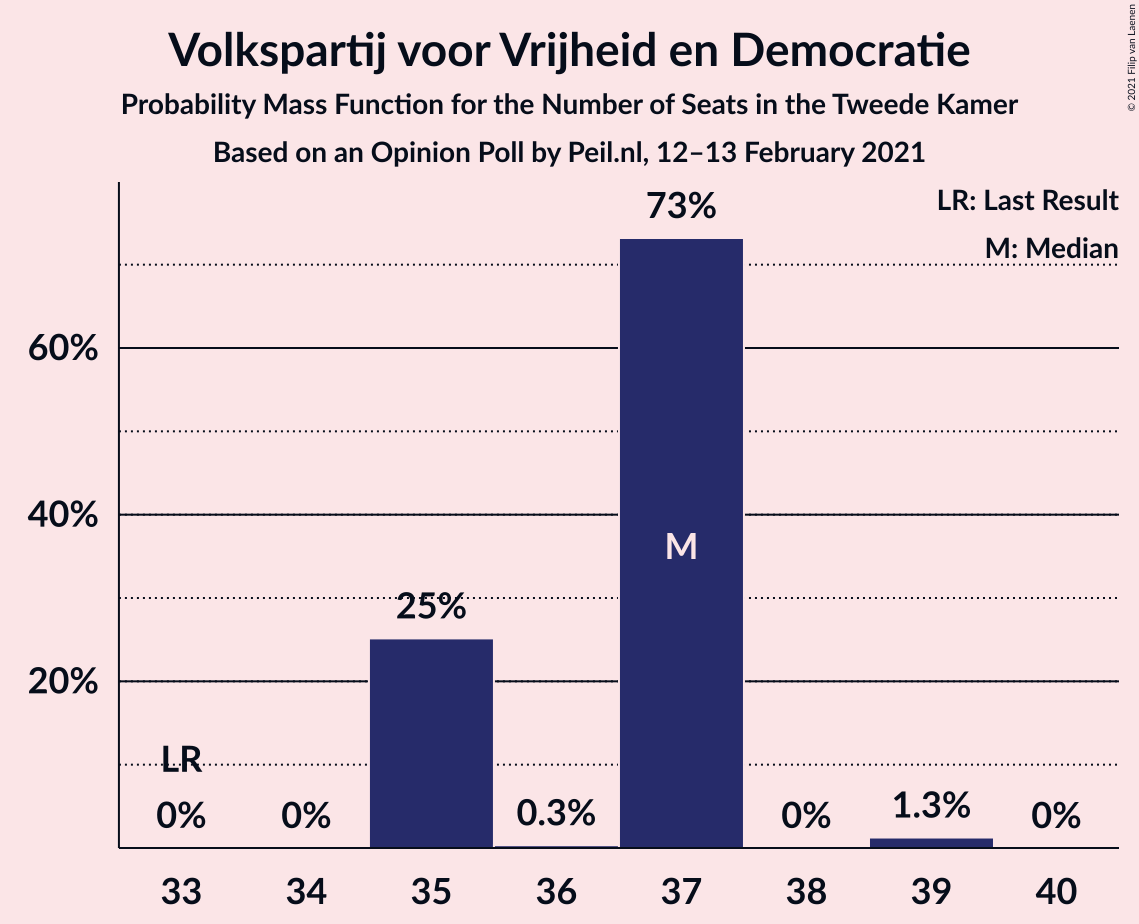 Volkspartij voor Vrijheid en Democratie
Probability Mass Function for the Number of Seats in the Tweede Kamer
Based on an Opinion Poll by Peil.nl, 12–13 February 2021
© 2021 Filip van Laenen
LR: Last Result
M: Median
73%
60%
40%
M
25%
20%
LR
0%
0%
0.3%
0%
1.3%
0%
33 34 35 36 37 38 39 40